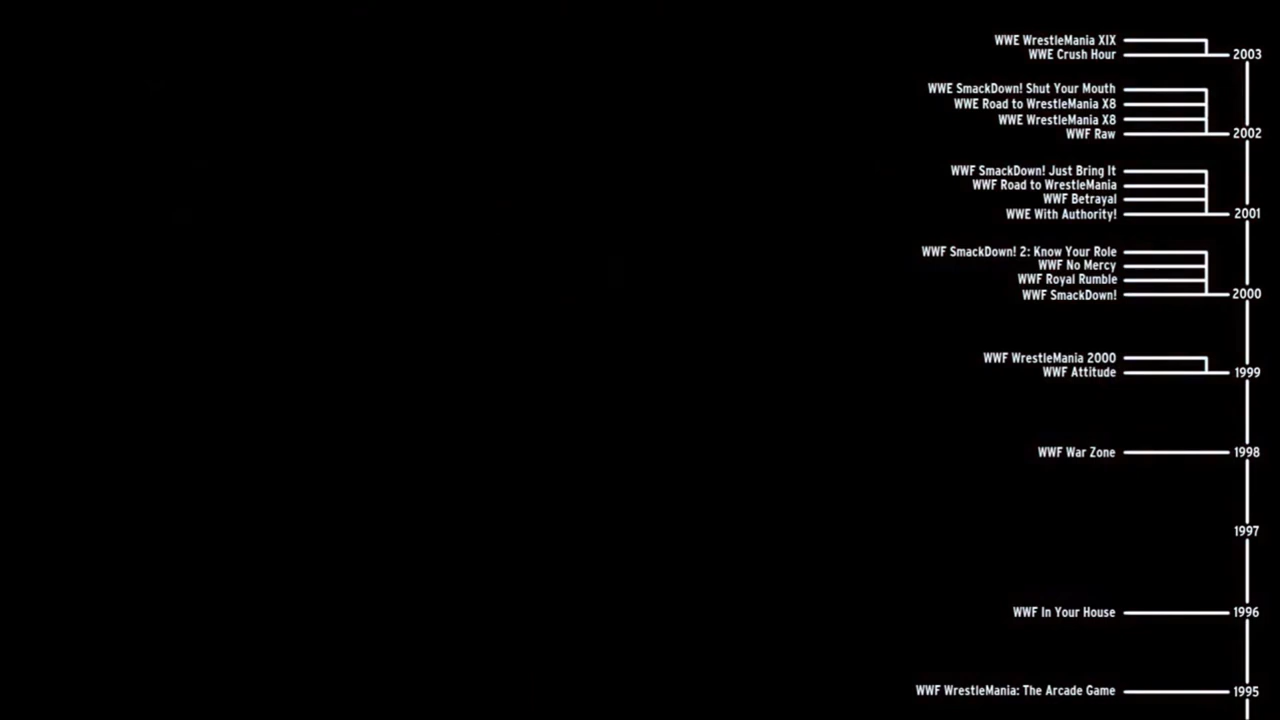 WWE WrestleMania XIX
WWE Crush Hour
2003
WWE SmackDown! Shut Your Mouth
WWE Road to WrestleMania X8
WWE WrestleMania X8
WWF Raw
2002
WWF SmackDown! Just Bring It
WWF Road to WrestleMania
WWF Betrayal
WWE With Authority!
2001
WWF SmackDown! 2: Know Your Role
WWF No Mercy
WWF Royal Rumble
WWF SmackDown!
2000
WWF WrestleMania 2000
WWF Attitude
1999
WWF War Zone
1998
1997
WWF In Your House
1996
WWF WrestleMania: The Arcade Game
1995